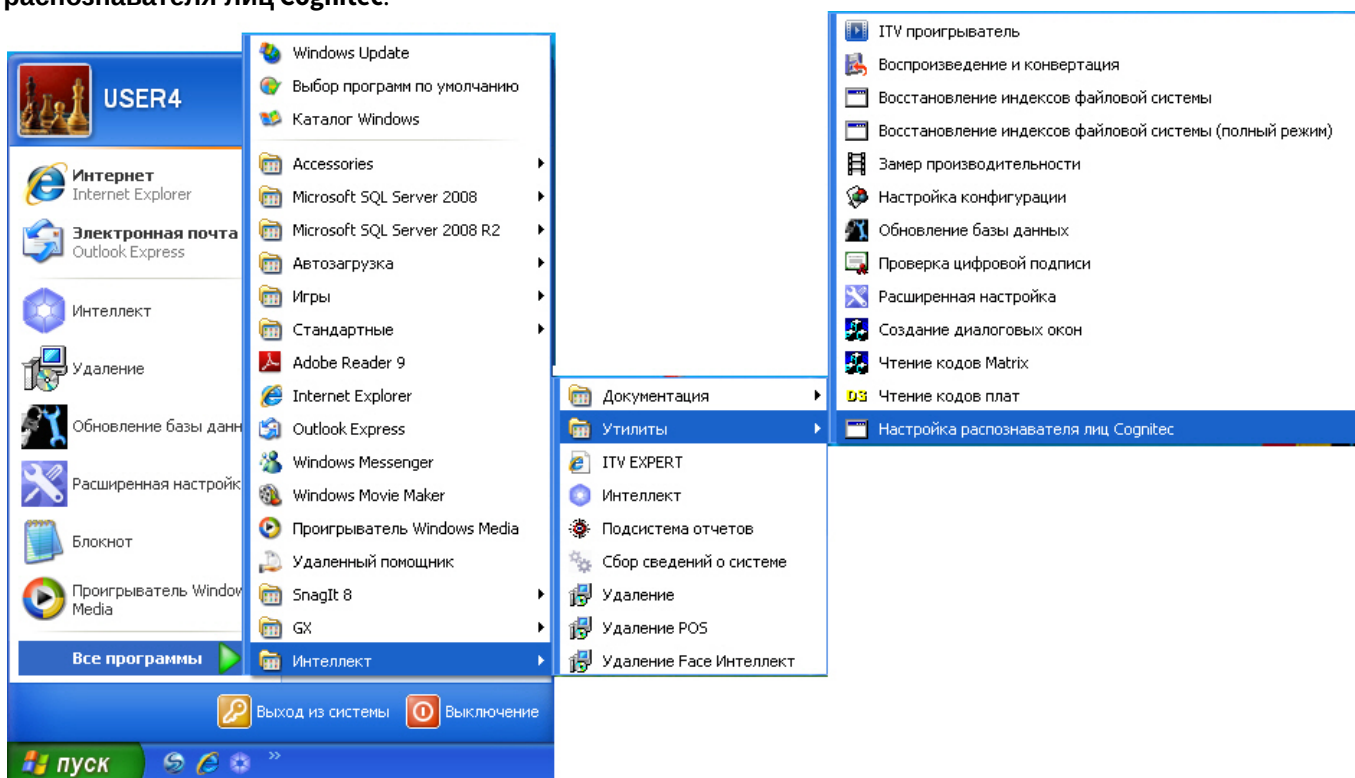 распознавателя лиц Cognitec.
USER4
Интернет
Internet Explorer
Электронная почта
Outlook Express
Интеллект
Удаление
Обновление базы данн
Расширенная настройк
Блокнот
Проигрыватель Window
Media
Все программы
Выход из системы
Выключение
пуск
»
Windows Update
Выбор программ по умолчанию
Каталог Windows
Accessories
Microsoft SQL Server 2008
Microsoft SQL Server 2008 R2
Автозагрузка
Игры
Стандартные
Adobe Reader 9
Internet Explorer
Outlook Express
Windows Messenger
Windows Movie Maker
Проигрыватель Windows Media
Удаленный помощник
SnagIt 8
GX
Интеллект
Документация
Утилиты
ITV EXPERT
Интеллект
Подсистема отчетов
Сбор сведений о системе
Удаление
Удаление POS
Удаление Face Интеллект
ITV проигрыватель
Воспроизведение и конвертация
Восстановление индексов файловой системы
Восстановление индексов файловой системы (полный режим)
Замер производительности
Настройка конфигурации
Обновление базы данных
Проверка цифровой подписи
Расширенная настройка
Создание диалоговых окон
Чтение кодов Matrix
Чтение кодов плат
Настройка распознавателя лиц Cognitec